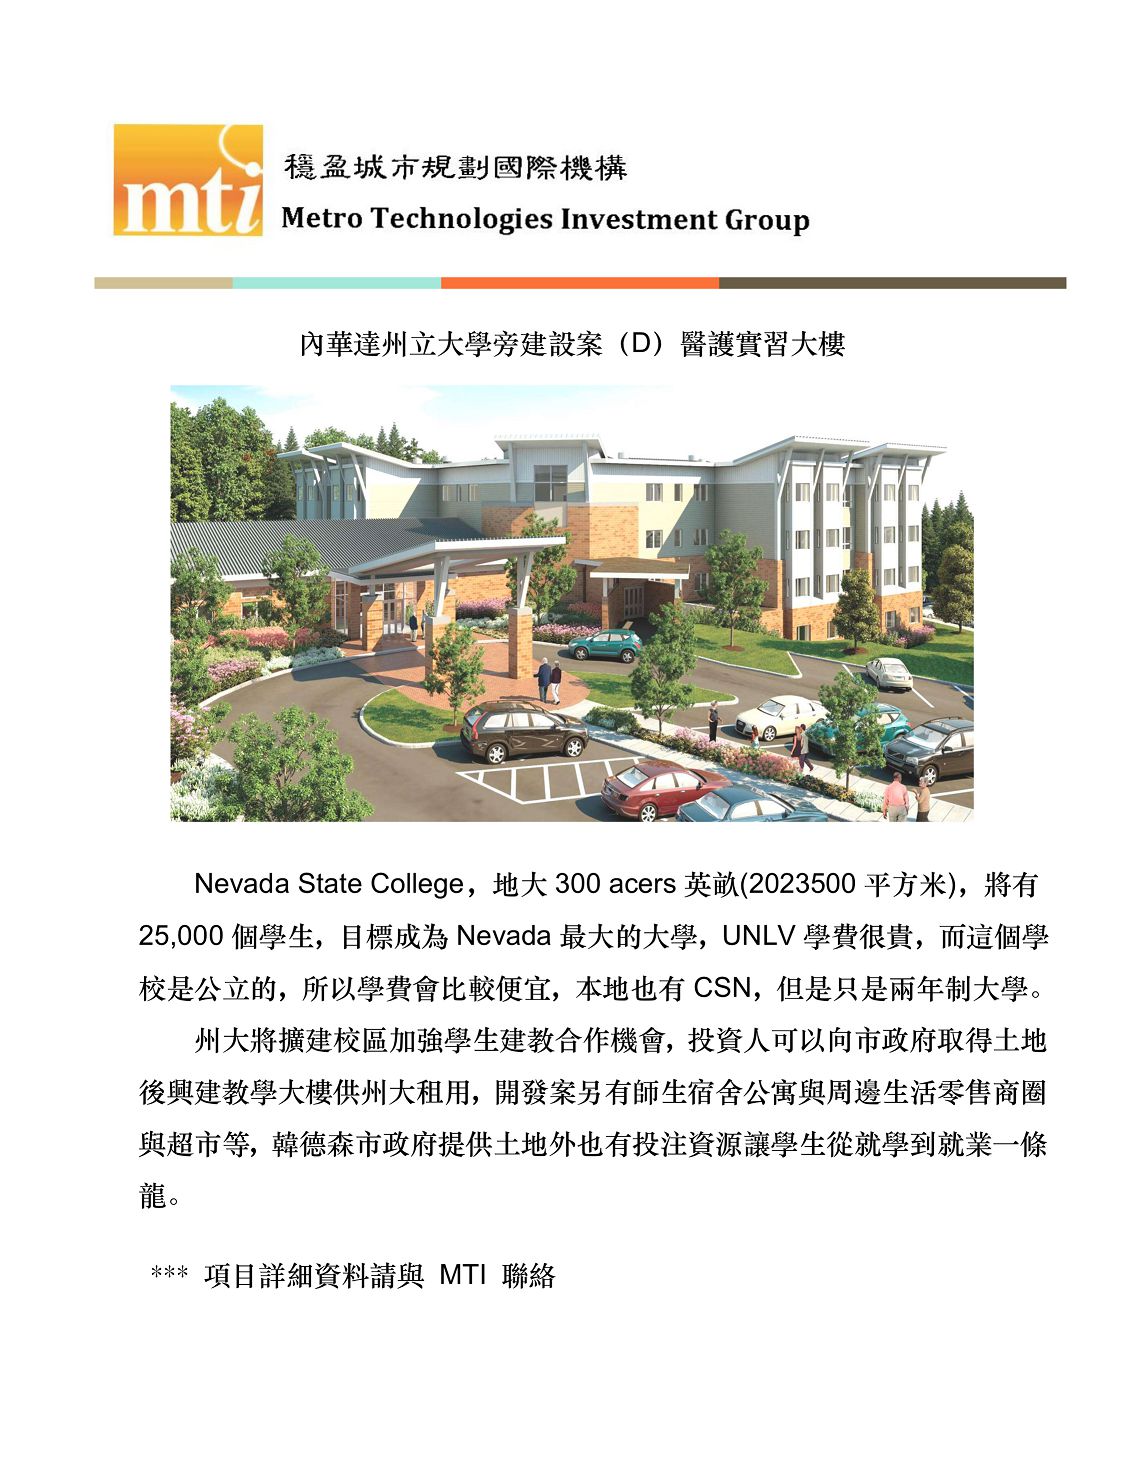 mti
穩盈城市規劃國際機構
Metro Technologies Investment Group
內華達州立大學旁建設案（D）醫護實習大樓
Nevada State College，地大 300 acers 英畝(2023500 平方米)，將有
25,000 個學生，目標成為 Nevada 最大的大學，UNLV 學費很貴，而這個學
校是公立的，所以學費會比較便宜，本地也有 CSN，但是只是兩年制大學。
州大將擴建校區加強學生建教合作機會，投資人可以向市政府取得土地
後興建教學大樓供州大租用，開發案另有師生宿舍公寓與周邊生活零售商圈
與超市等，韓德森市政府提供土地外也有投注資源讓學生從就學到就業一條
龍。
*** 項目詳細資料請與 MTI 聯絡